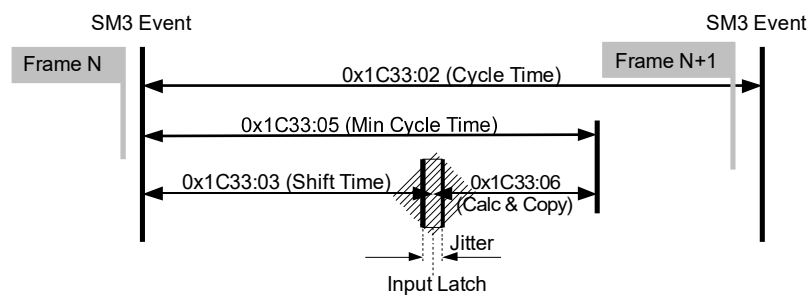 SM3 Event
SM3 Event
Frame N
Frame N+1
0x1C33:02 (Cycle Time)
0x1C33:05 (Min Cycle Time)
0x1C33:03 (Shift Time)
0x1C33:06
(Calc & Copy)
Jitter
Input Latch